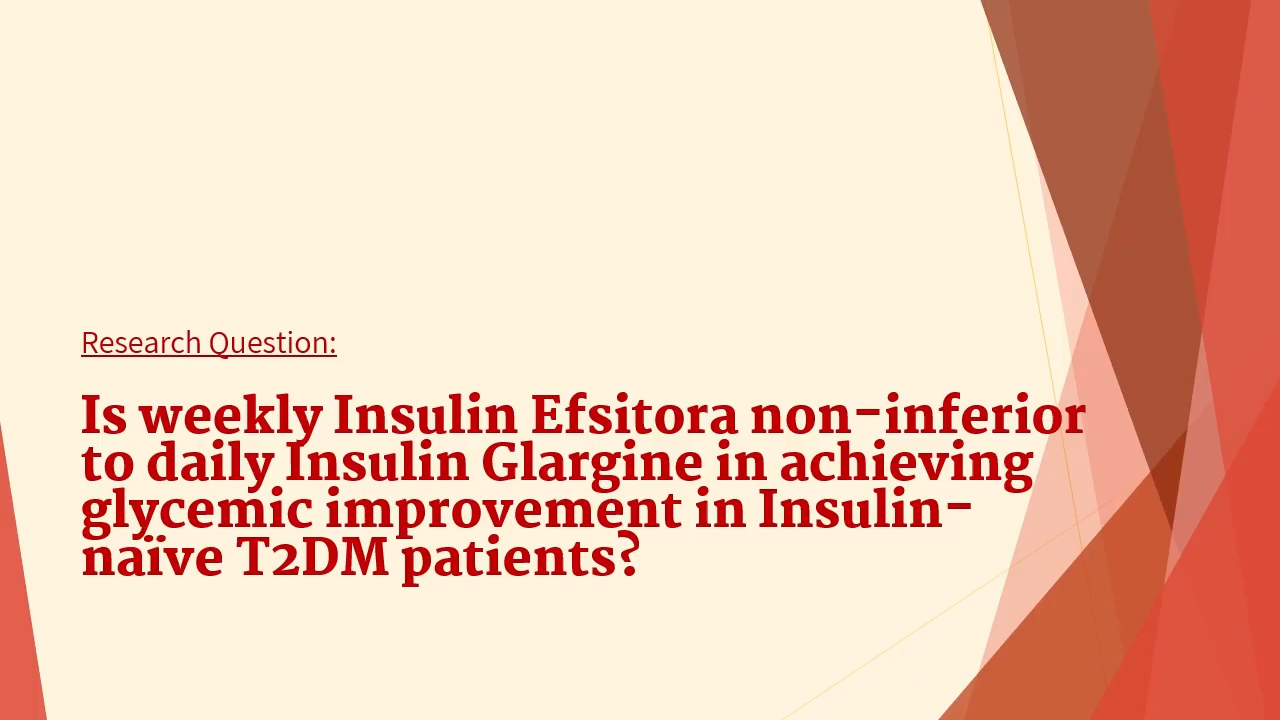 Research Question:
Is weekly Insulin Efsitora non-inferior
to daily Insulin Glargine in achieving
glycemic improvement in Insulin-
naïve T2DM patients?